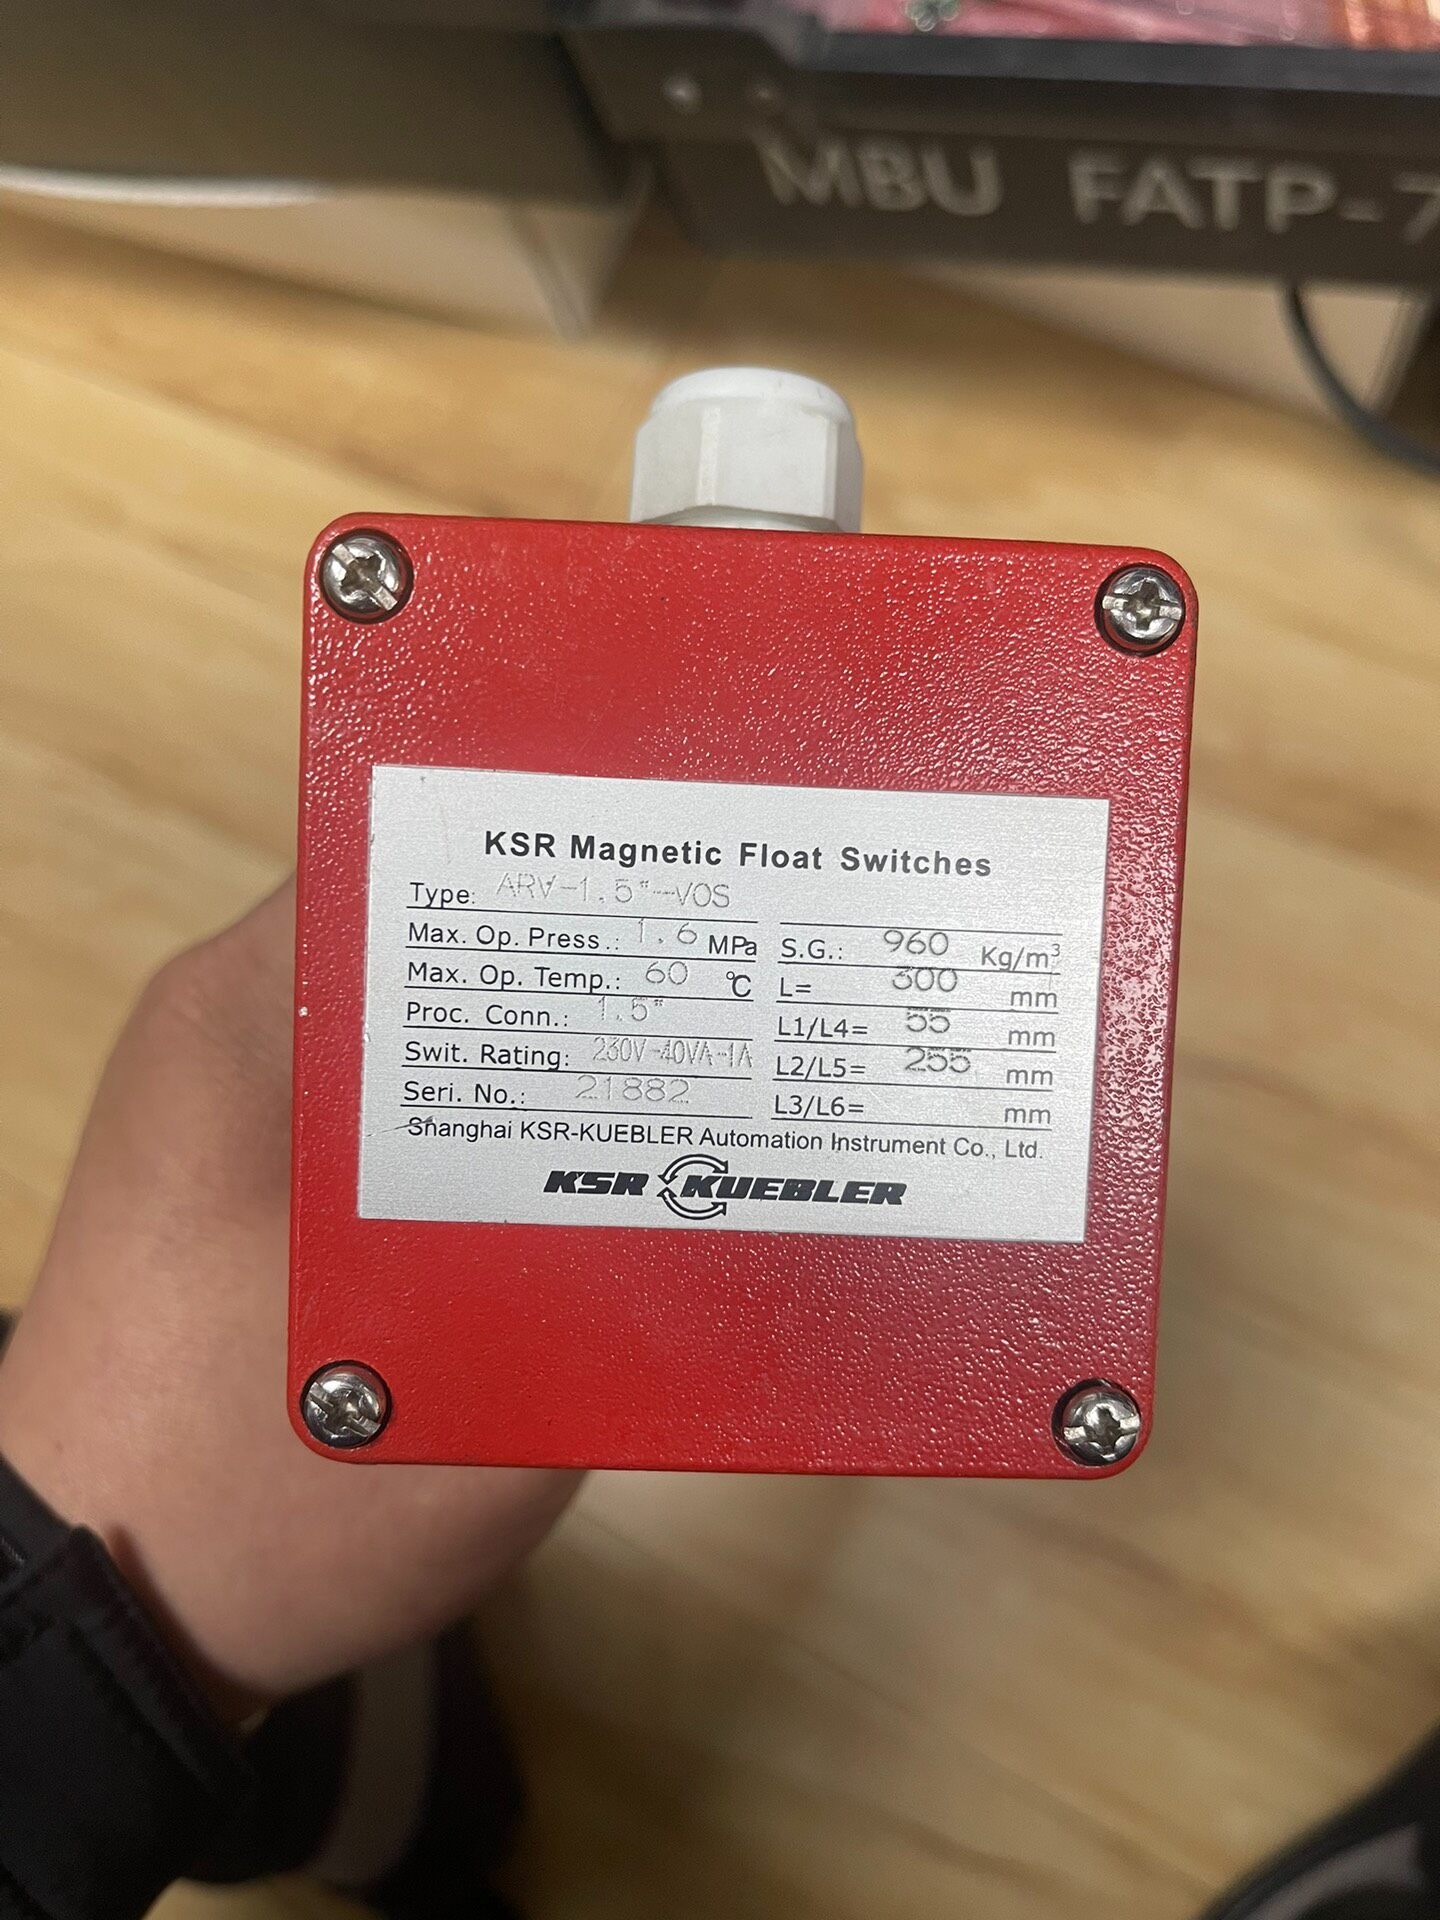 MBU FATP-7
KSR Magnetic Float Switches
Type: ARV-1.5"-VOS
Max. Op. Press.: 1.6 MPa S.G.: 960 Kg/m³
Max. Op. Temp.: 60 ℃ L= 300 mm
Proc. Conn.: 1.5" L1/L4= 55 mm
Swit. Rating: 230V-40VA-1A L2/L5= 255 mm
Seri. No.: 21882 L3/L6= mm
Shanghai KSR-KUEBLER Automation Instrument Co., Ltd.
KSR KUEBLER